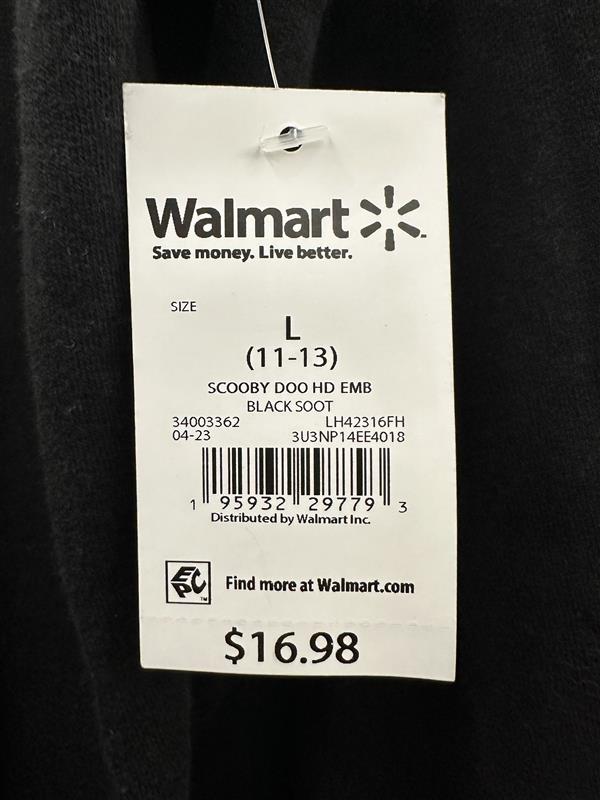 Walmart
Save money. Live better.
SIZE
L
(11-13)
SCOOBY DOO HD EMB
BLACK SOOT
34003362 LH42316FH
04-23 3U3NP14EE4018
1 95932 29779 3
Distributed by Walmart Inc.
EPC TM Find more at Walmart.com
$16.98